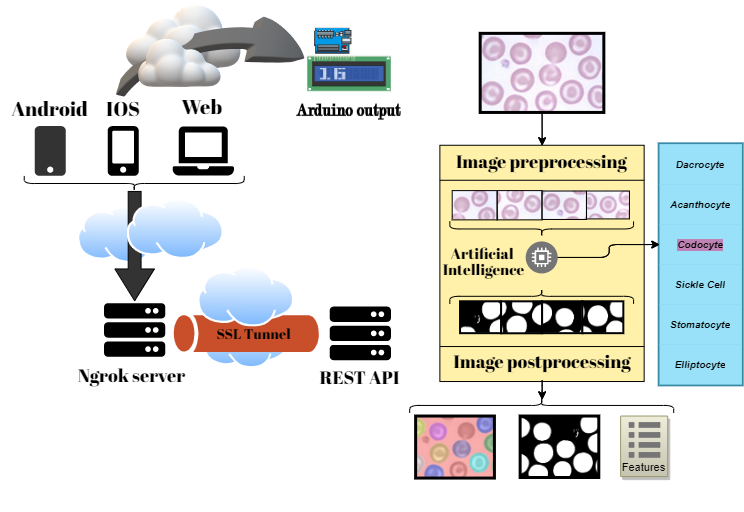 Android
IOS
Web
16
Arduino output
Ngrok server
SSL Tunnel
REST API
Image preprocessing
Artificial
Intelligence
Image postprocessing
Dacrocyte
Acanthocyte
Codocyte
Sickle Cell
Stomatocyte
Elliptocyte
Features